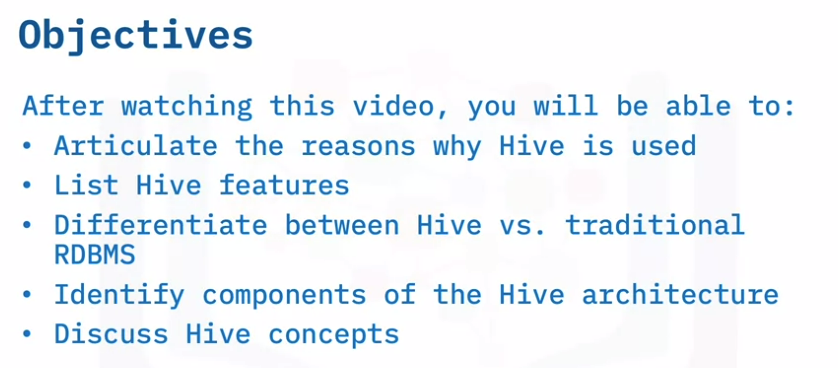 Objectives
After watching this video, you will be able to:
• Articulate the reasons why Hive is used
• List Hive features
• Differentiate between Hive vs. traditional
RDBMS
• Identify components of the Hive architecture
• Discuss Hive concepts